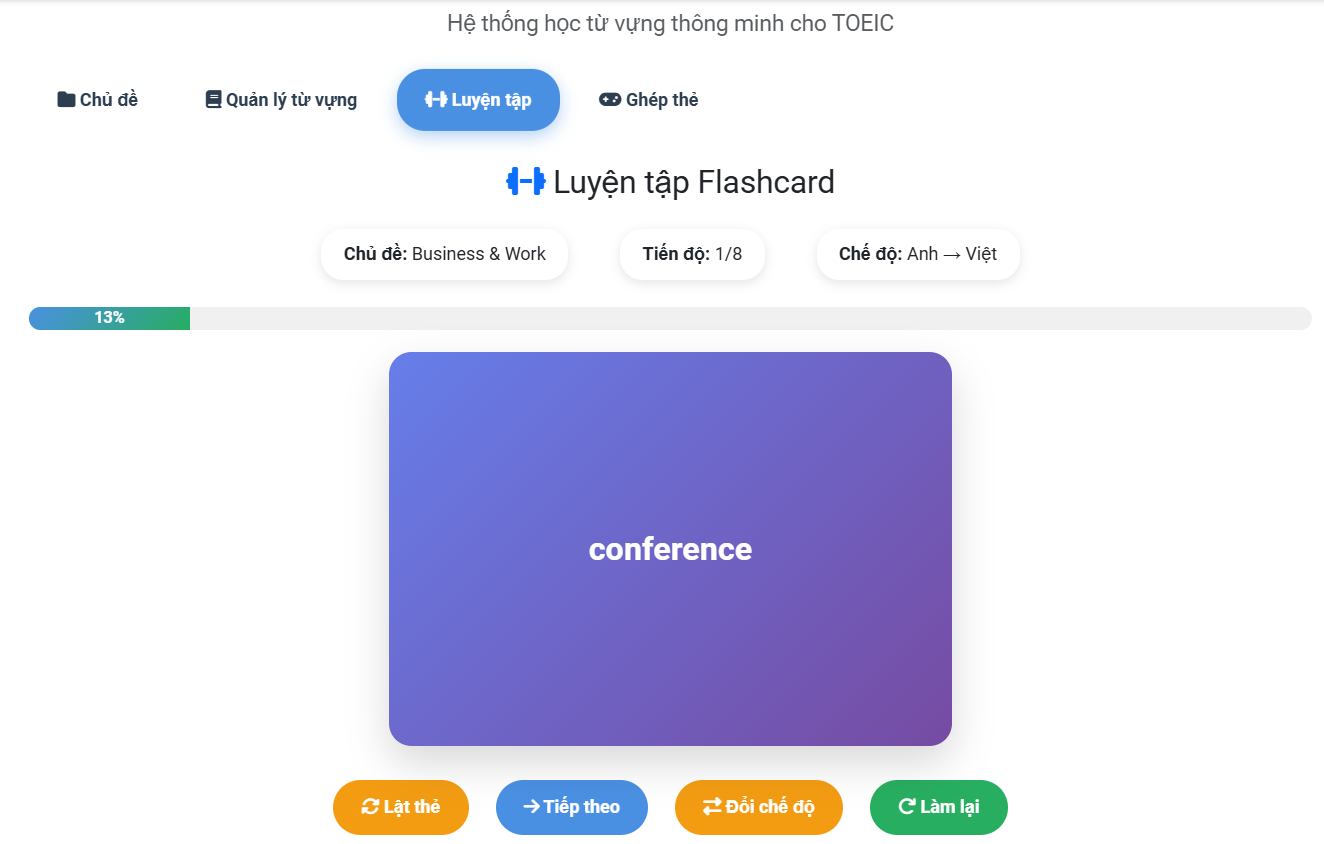 Hệ thống học từ vựng thông minh cho TOEIC
Chủ đề Quản lý từ vựng Luyện tập Ghép thẻ
Luyện tập Flashcard
Chủ đề: Business & Work Tiến độ: 1/8 Chế độ: Anh → Việt
13%
conference
Lật thẻ → Tiếp theo Đổi chế độ Làm lại